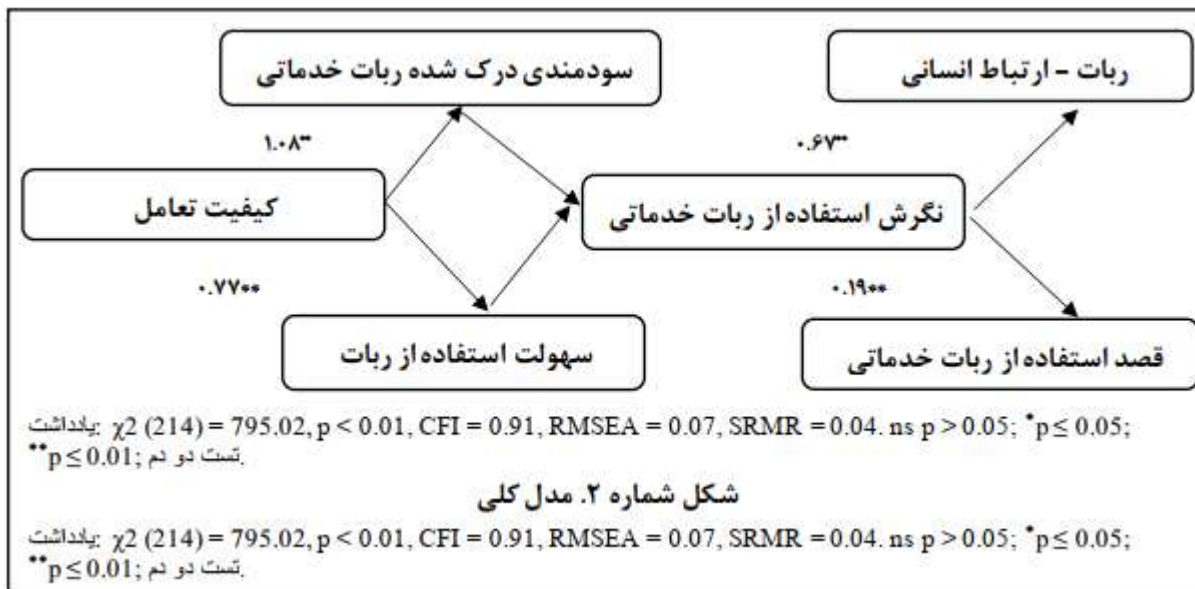 سودمندی درک شده ربات خدماتی
ربات - ارتباط انسانی
۱.۰۸**
۰.۶۷**
کیفیت تعامل
نگرش استفاده از ربات خدماتی
۰.۷۷**
۰.۱۹**
سهولت استفاده از ربات
قصد استفاده از ربات خدماتی
یادداشت: χ2 (214) = 795.02, p < 0.01, CFI = 0.91, RMSEA = 0.07, SRMR = 0.04. ns p > 0.05; *p ≤ 0.05;
**p ≤ 0.01; تست دو دم.
شکل شماره ۲. مدل کلی
یادداشت: χ2 (214) = 795.02, p < 0.01, CFI = 0.91, RMSEA = 0.07, SRMR = 0.04. ns p > 0.05; *p ≤ 0.05;
**p ≤ 0.01; تست دو دم.